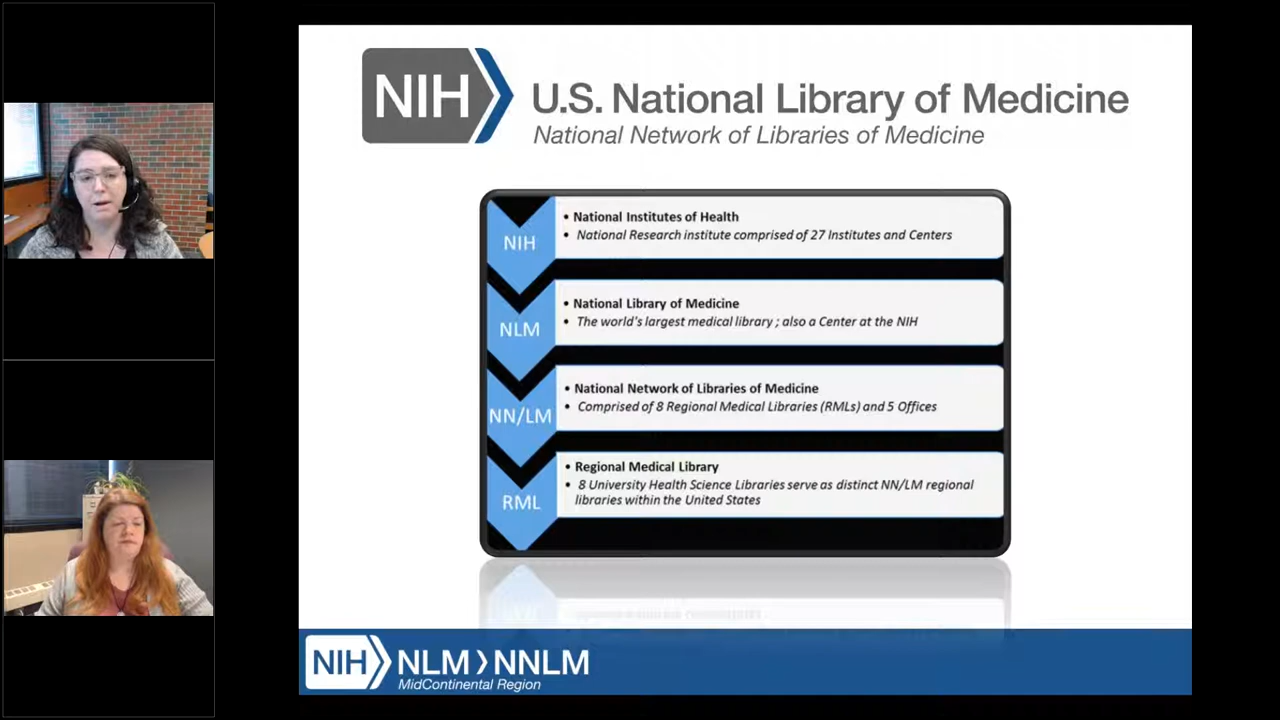 NIH
U.S. National Library of Medicine
National Network of Libraries of Medicine
NIH
• National Institutes of Health
• National Research institute comprised of 27 Institutes and Centers
NLM
• National Library of Medicine
• The world's largest medical library ; also a Center at the NIH
NN/LM
• National Network of Libraries of Medicine
• Comprised of 8 Regional Medical Libraries (RMLs) and 5 Offices
RML
• Regional Medical Library
• 8 University Health Science Libraries serve as distinct NN/LM regional
libraries within the United States
NIH NLM NNLM
MidContinental Region